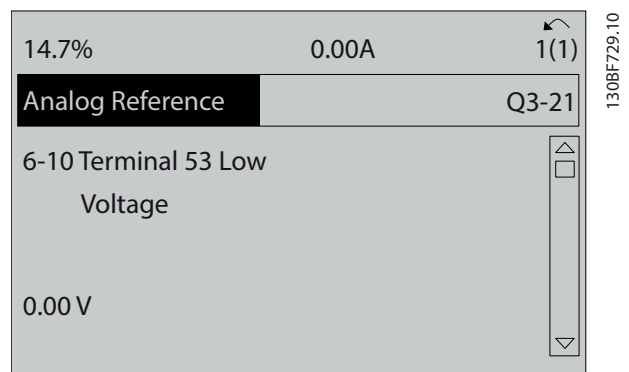 14.7% 0.00A 1(1)
Analog Reference Q3-21
6-10 Terminal 53 Low
Voltage
0.00 V
130BF729.10